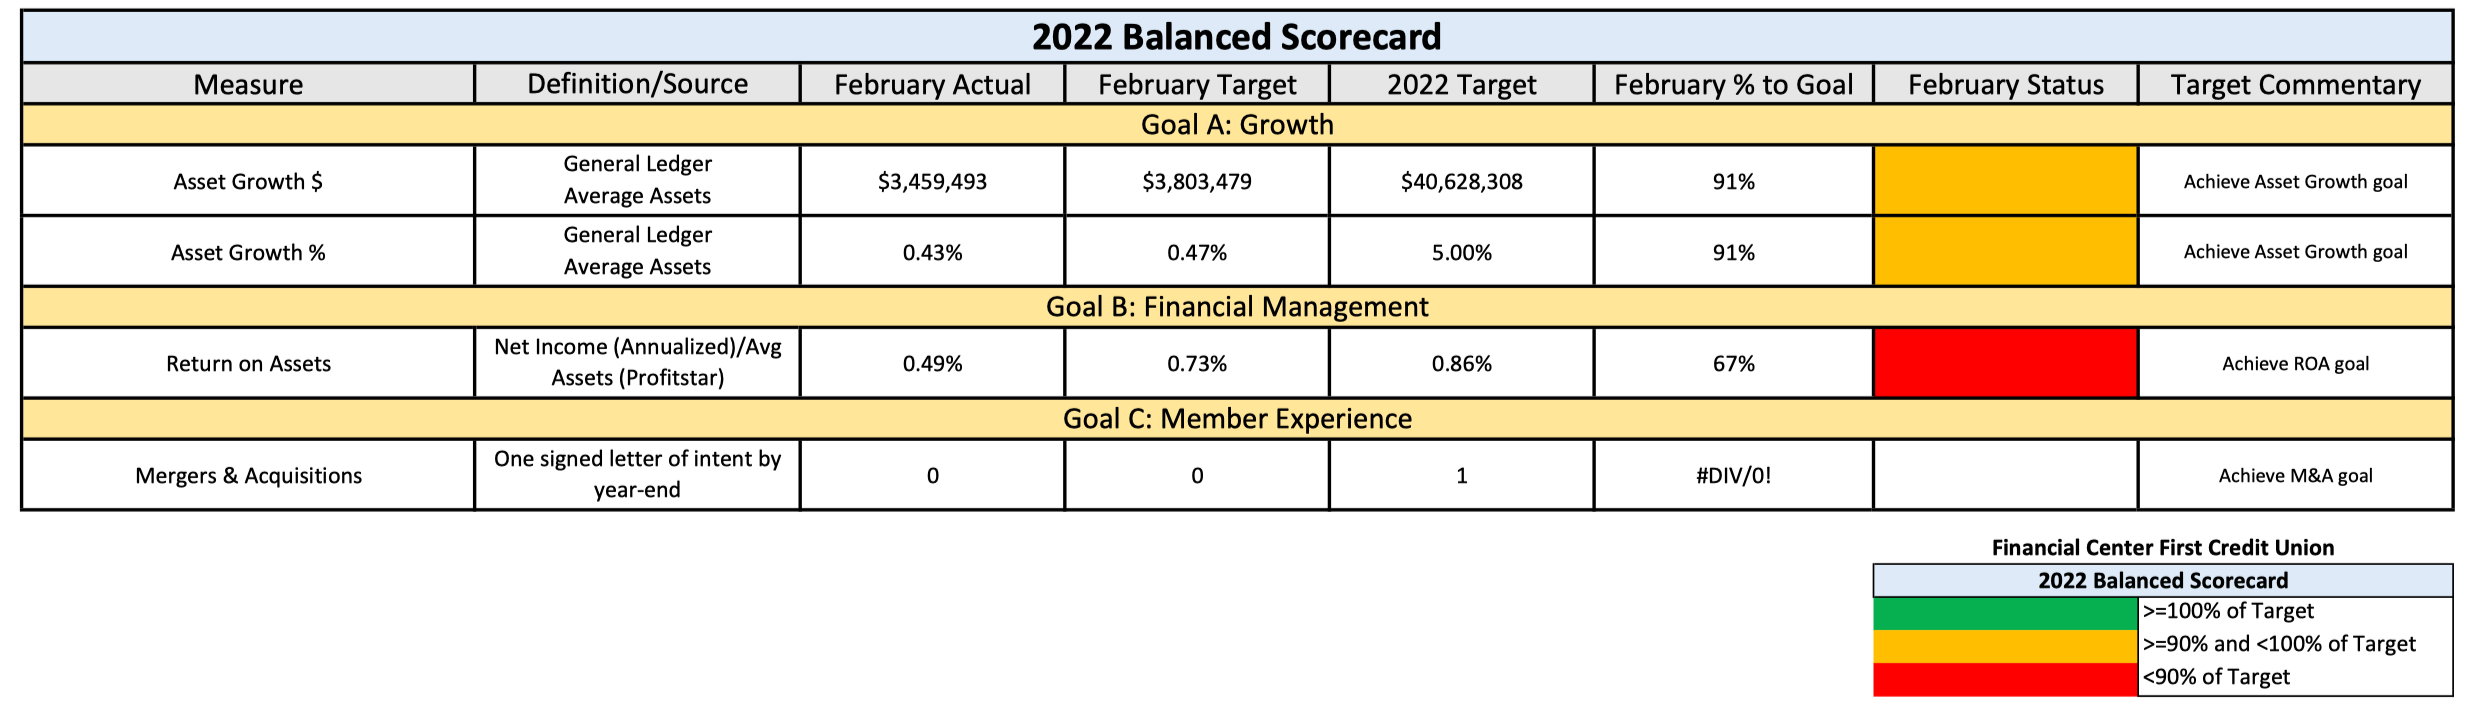 2022 Balanced Scorecard
Measure Definition/Source February Actual February Target 2022 Target February % to Goal February Status Target Commentary
Goal A: Growth
Asset Growth $ General Ledger
Average Assets $3,459,493 $3,803,479 $40,628,308 91% Achieve Asset Growth goal
Asset Growth % General Ledger
Average Assets 0.43% 0.47% 5.00% 91% Achieve Asset Growth goal
Goal B: Financial Management
Return on Assets Net Income (Annualized)/Avg
Assets (Profitstar) 0.49% 0.73% 0.86% 67% Achieve ROA goal
Goal C: Member Experience
Mergers & Acquisitions One signed letter of intent by
year-end 0 0 1 #DIV/0! Achieve M&A goal
Financial Center First Credit Union
2022 Balanced Scorecard
>=100% of Target
>=90% and <100% of Target
<90% of Target